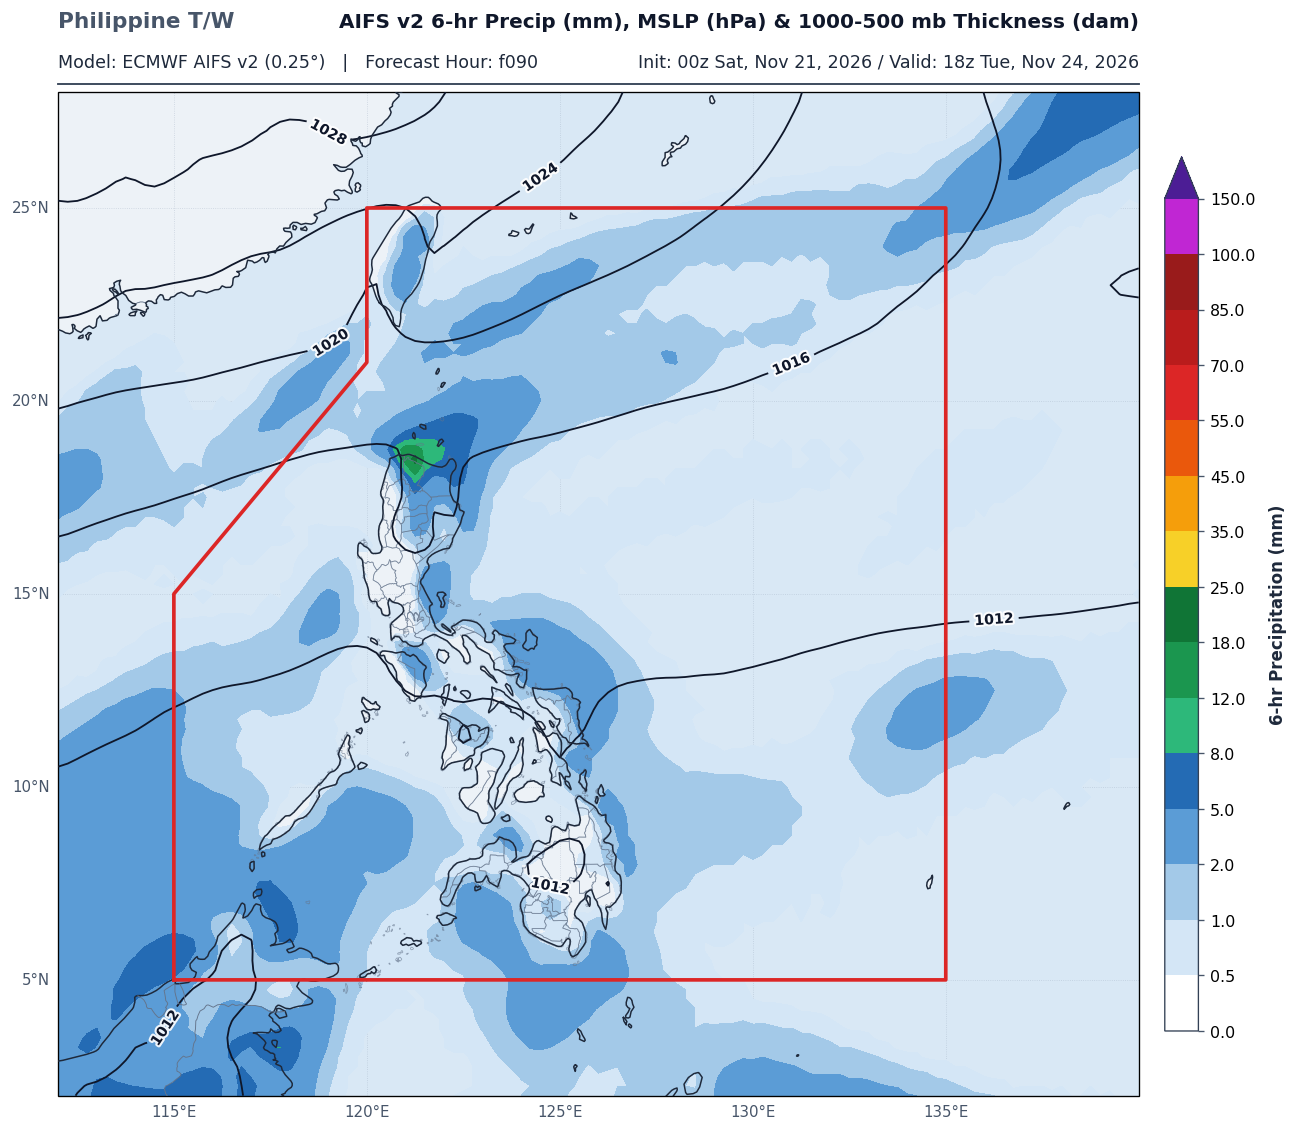 Philippine T/W
AIFS v2 6-hr Precip (mm), MSLP (hPa) & 1000-500 mb Thickness (dam)
Model: ECMWF AIFS v2 (0.25°) | Forecast Hour: f090
Init: 00z Sat, Nov 21, 2026 / Valid: 18z Tue, Nov 24, 2026
1028
1024
1020
1016
1012
1012
1012
25°N
20°N
15°N
10°N
5°N
115°E
120°E
125°E
130°E
135°E
150.0
100.0
85.0
70.0
55.0
45.0
35.0
25.0
18.0
12.0
8.0
5.0
2.0
1.0
0.5
0.0
6-hr Precipitation (mm)